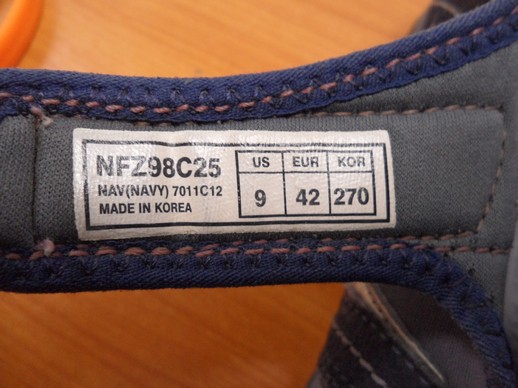 NFZ98C25
NAV(NAVY) 7011C12
MADE IN KOREA
US EUR KOR
9 42 270